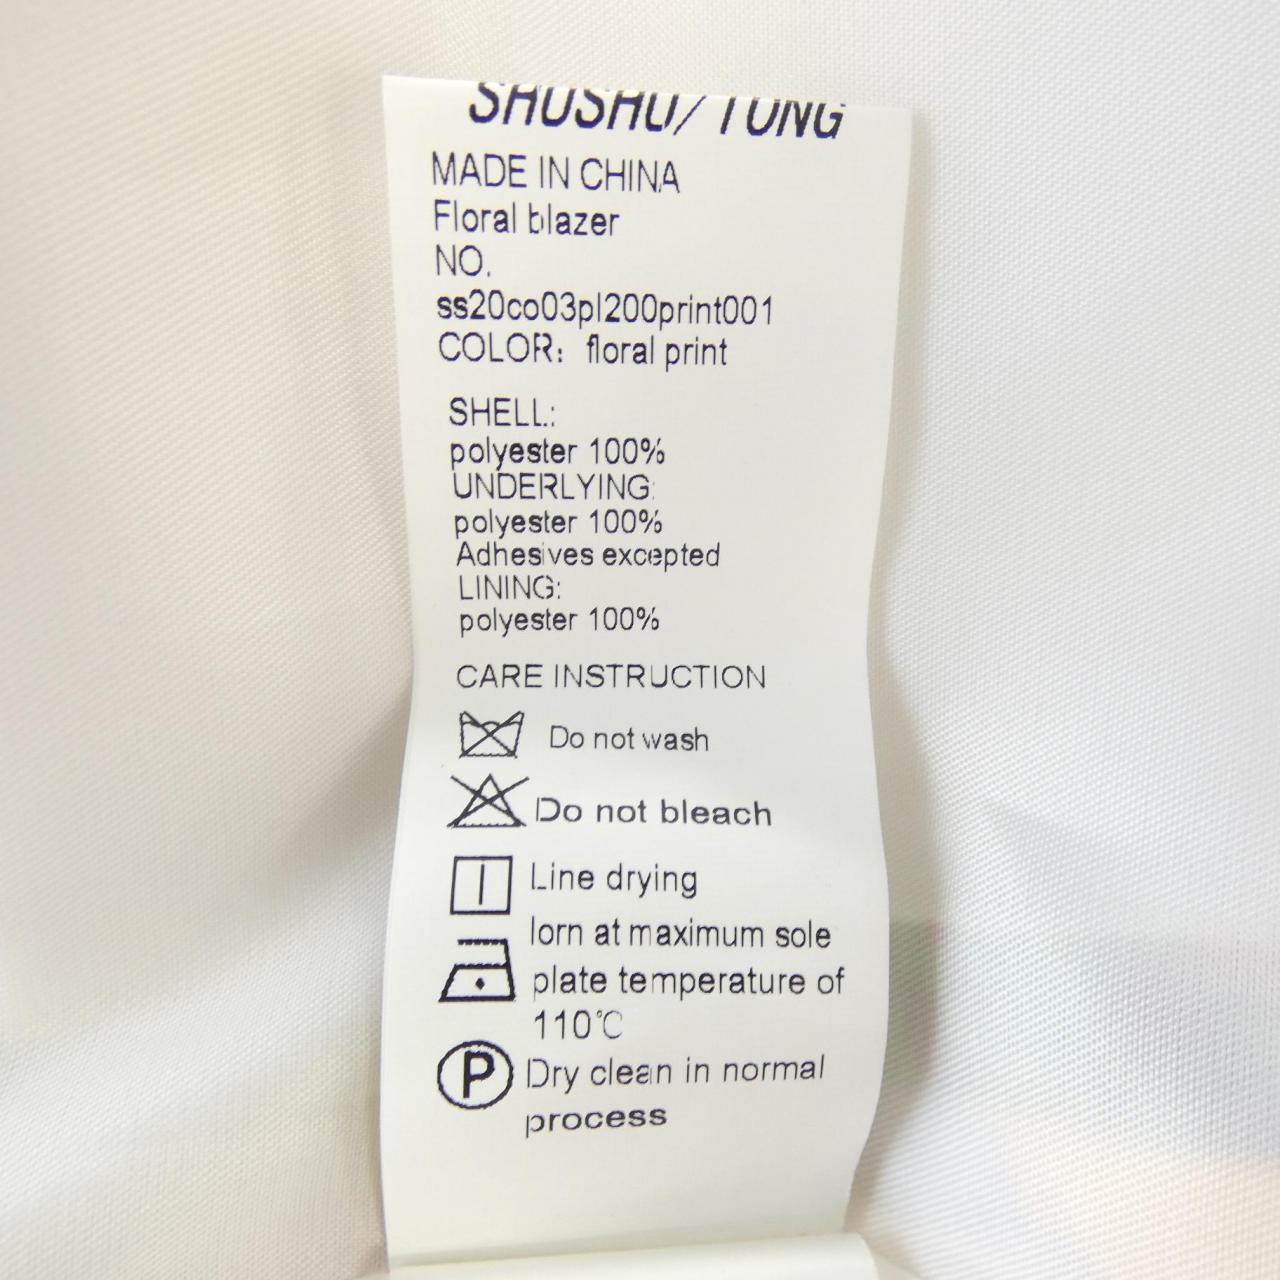 SHUSHU/TONG
MADE IN CHINA
Floral blazer
NO.
ss20co03pl200print001
COLOR: floral print
SHELL:
polyester 100%
UNDERLYING:
polyester 100%
Adhesives excepted
LINING:
polyester 100%
CARE INSTRUCTION
Do not wash
Do not bleach
Line drying
Iorn at maximum sole
plate temperature of
110℃
P Dry clean in normal
process